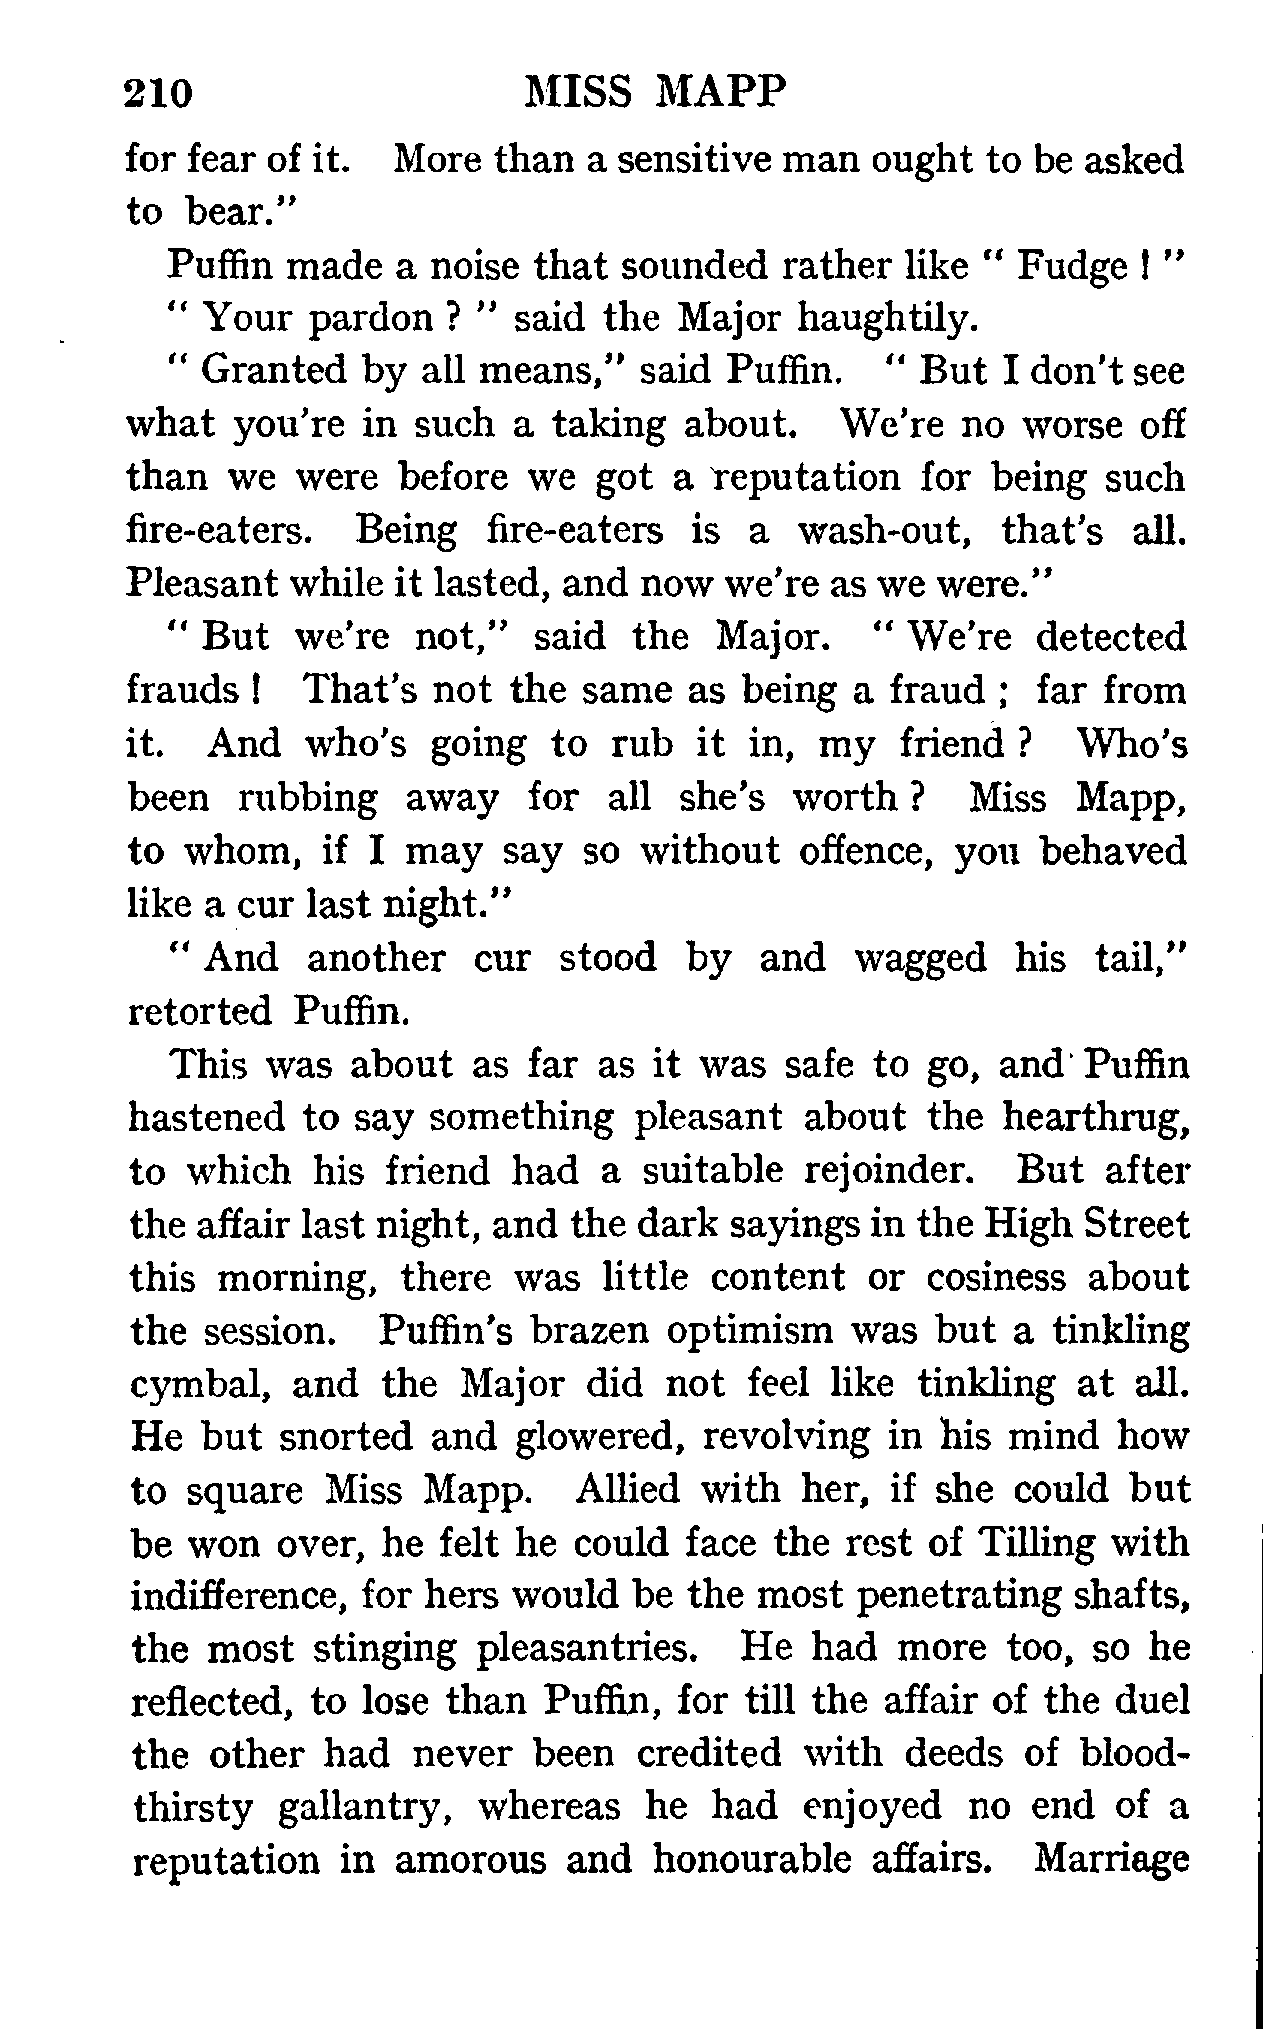 210 MISS MAPP
for fear of it. More than a sensitive man ought to be asked
to bear."
Puffin made a noise that sounded rather like " Fudge ! "
" Your pardon ? " said the Major haughtily.
" Granted by all means," said Puffin. " But I don't see
what you're in such a taking about. We're no worse off
than we were before we got a reputation for being such
fire-eaters. Being fire-eaters is a wash-out, that's all.
Pleasant while it lasted, and now we're as we were."
" But we're not," said the Major. " We're detected
frauds ! That's not the same as being a fraud ; far from
it. And who's going to rub it in, my friend ? Who's
been rubbing away for all she's worth ? Miss Mapp,
to whom, if I may say so without offence, you behaved
like a cur last night."
" And another cur stood by and wagged his tail,"
retorted Puffin.
This was about as far as it was safe to go, and Puffin
hastened to say something pleasant about the hearthrug,
to which his friend had a suitable rejoinder. But after
the affair last night, and the dark sayings in the High Street
this morning, there was little content or cosiness about
the session. Puffin's brazen optimism was but a tinkling
cymbal, and the Major did not feel like tinkling at all.
He but snorted and glowered, revolving in his mind how
to square Miss Mapp. Allied with her, if she could but
be won over, he felt he could face the rest of Tilling with
indifference, for hers would be the most penetrating shafts,
the most stinging pleasantries. He had more too, so he
reflected, to lose than Puffin, for till the affair of the duel
the other had never been credited with deeds of blood-
thirsty gallantry, whereas he had enjoyed no end of a
reputation in amorous and honourable affairs. Marriage